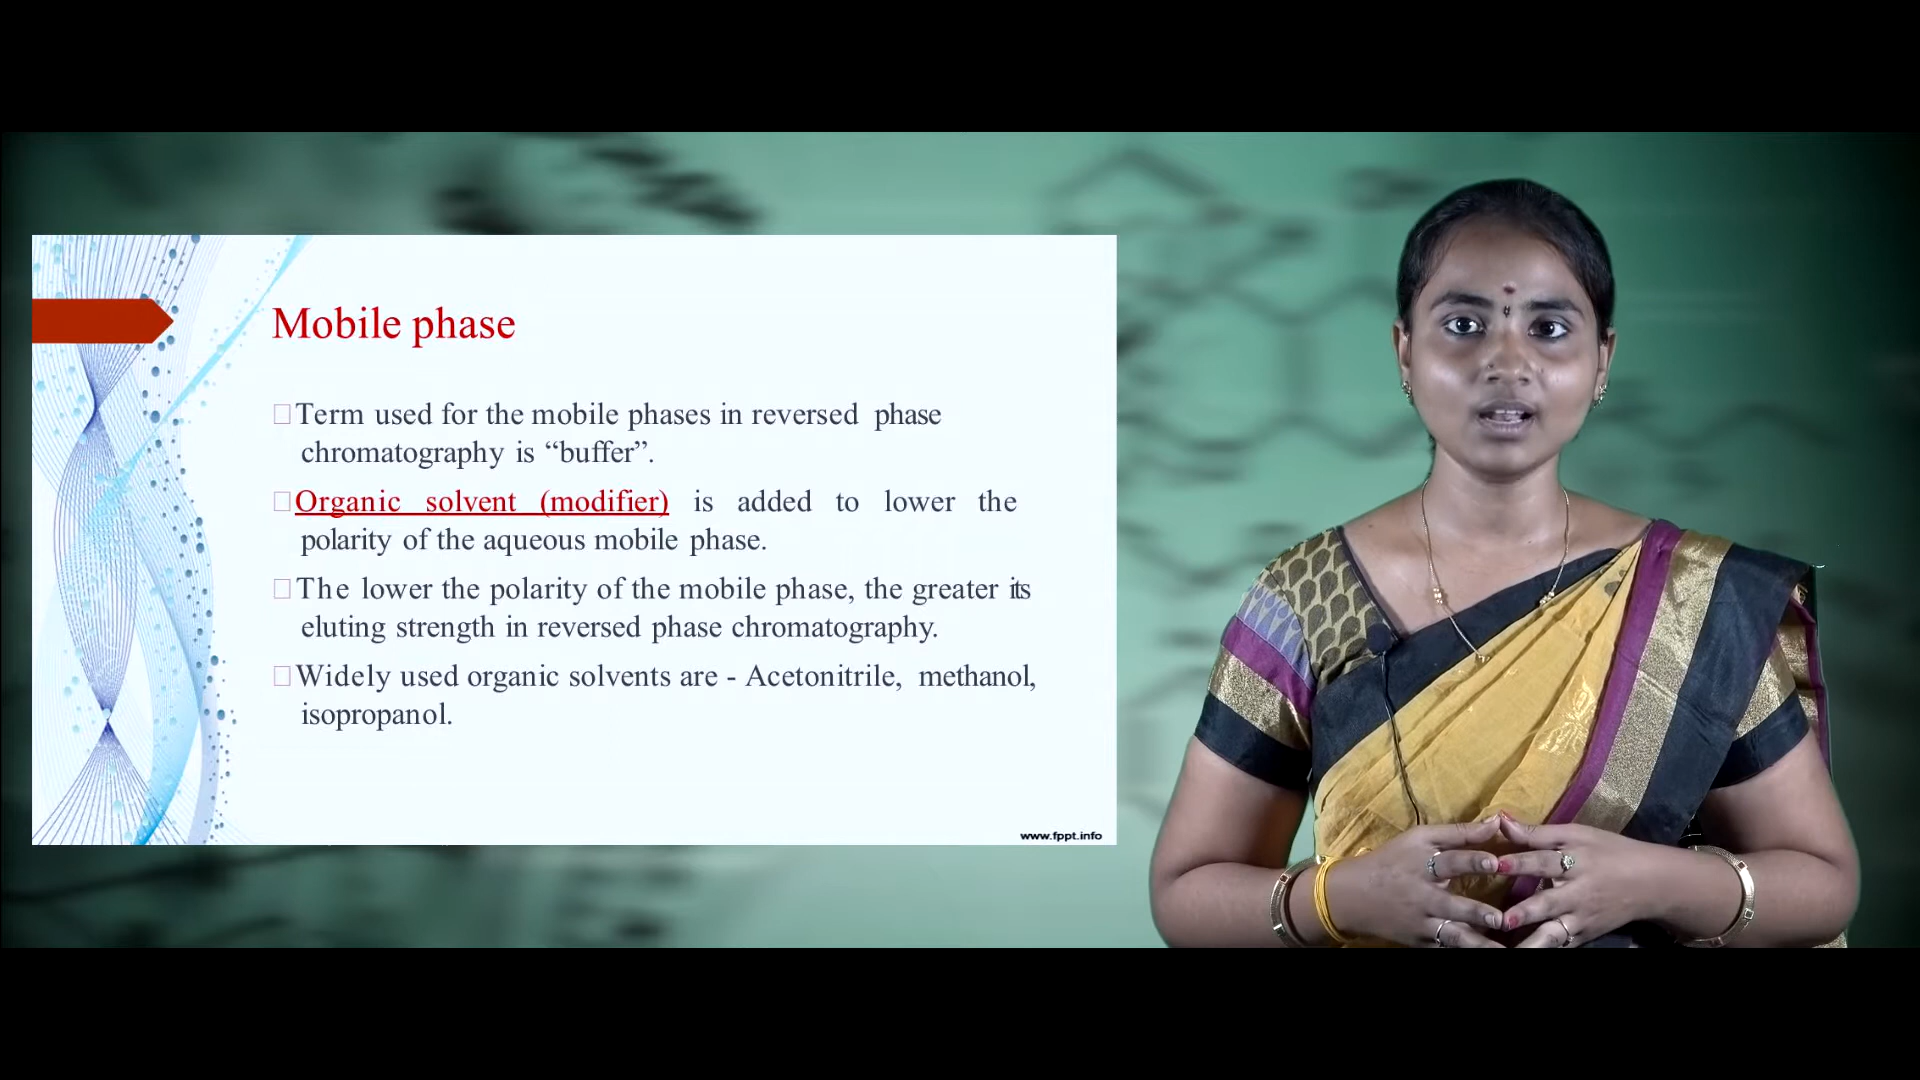 Mobile phase
Term used for the mobile phases in reversed phase
chromatography is “buffer”.
Organic solvent (modifier) is added to lower the
polarity of the aqueous mobile phase.
The lower the polarity of the mobile phase, the greater its
eluting strength in reversed phase chromatography.
Widely used organic solvents are - Acetonitrile, methanol,
isopropanol.
www.fppt.info